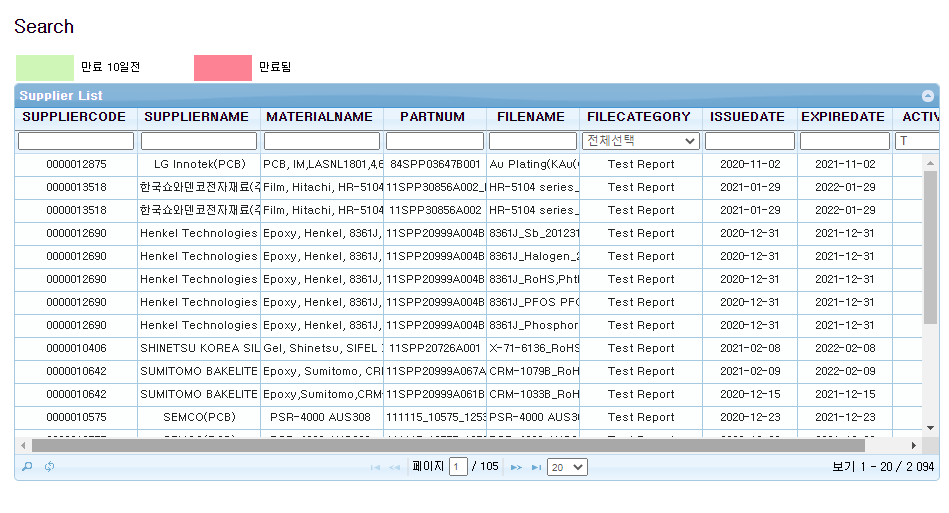 Search
만료 10일전 만료됨
Supplier List
SUPPLIERCODE SUPPLIERNAME MATERIALNAME PARTNUM FILENAME FILECATEGORY ISSUEDATE EXPIREDATE ACTIV
전체선택 T
0000012875 LG Innotek(PCB) PCB, IM,LASNL1801,4,6 84SPP03647B001 Au Plating(KAu( Test Report 2020-11-02 2021-11-02
0000013518 한국쇼와덴코전자재료(주 Film, Hitachi, HR-5104 11SPP30856A002_ HR-5104 series_ Test Report 2021-01-29 2022-01-29
0000013518 한국쇼와덴코전자재료(주 Film, Hitachi, HR-5104 11SPP30856A002 HR-5104 series_ Test Report 2021-01-29 2022-01-29
0000012690 Henkel Technologies Epoxy, Henkel, 8361J, 11SPP20999A004B 8361J_Sb_201231 Test Report 2020-12-31 2021-12-31
0000012690 Henkel Technologies Epoxy, Henkel, 8361J, 11SPP20999A004B 8361J_Halogen_2 Test Report 2020-12-31 2021-12-31
0000012690 Henkel Technologies Epoxy, Henkel, 8361J, 11SPP20999A004B 8361J_RoHS,Phth Test Report 2020-12-31 2021-12-31
0000012690 Henkel Technologies Epoxy, Henkel, 8361J, 11SPP20999A004B 8361J_PFOS PFO Test Report 2020-12-31 2021-12-31
0000012690 Henkel Technologies Epoxy, Henkel, 8361J, 11SPP20999A004B 8361J_Phosphor Test Report 2020-12-31 2021-12-31
0000010406 SHINETSU KOREA SIL Gel, Shinetsu, SIFEL 11SPP20726A001 X-71-6136_RoHS Test Report 2021-02-08 2022-02-08
0000010642 SUMITOMO BAKELITE Epoxy, Sumitomo, CRM 11SPP20999A067A CRM-1079B_RoH Test Report 2021-02-09 2022-02-09
0000010642 SUMITOMO BAKELITE Epoxy,Sumitomo,CRM- 11SPP20999A061B CRM-1033B_RoH Test Report 2020-12-15 2021-12-15
0000010575 SEMCO(PCB) PSR-4000 AUS308 111115_10575_1253 PSR-4000 AUS30 Test Report 2020-12-23 2021-12-23
페이지 1 / 105 20 보기 1 - 20 / 2 094